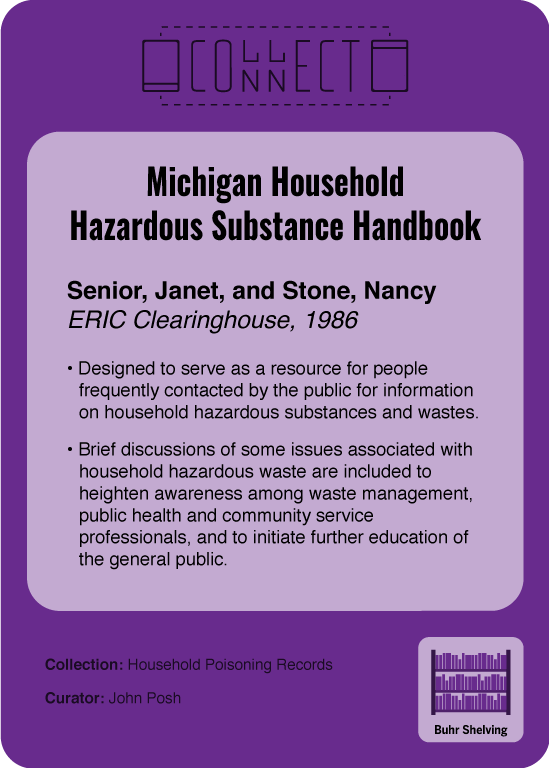 COLLECT
CONNECT
Michigan Household
Hazardous Substance Handbook
Senior, Janet, and Stone, Nancy
ERIC Clearinghouse, 1986
• Designed to serve as a resource for people
frequently contacted by the public for information
on household hazardous substances and wastes.
• Brief discussions of some issues associated with
household hazardous waste are included to
heighten awareness among waste management,
public health and community service
professionals, and to initiate further education of
the general public.
Collection: Household Poisoning Records
Curator: John Posh
Buhr Shelving